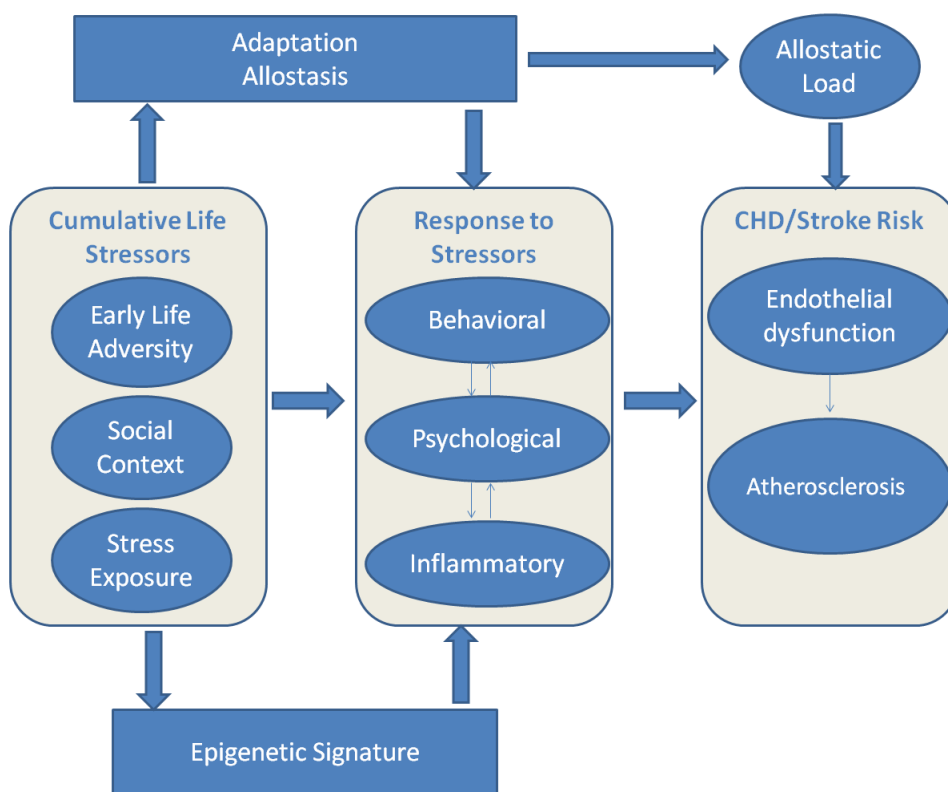 Adaptation
Allostasis
Allostatic
Load
Cumulative Life
Stressors
Early Life
Adversity
Social
Context
Stress
Exposure
Response to
Stressors
Behavioral
Psychological
Inflammatory
CHD/Stroke Risk
Endothelial
dysfunction
Atherosclerosis
Epigenetic Signature